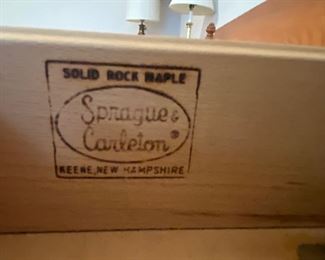 SOLID ROCK MAPLE
Sprague &
Carleton ®
KEENE, NEW HAMPSHIRE